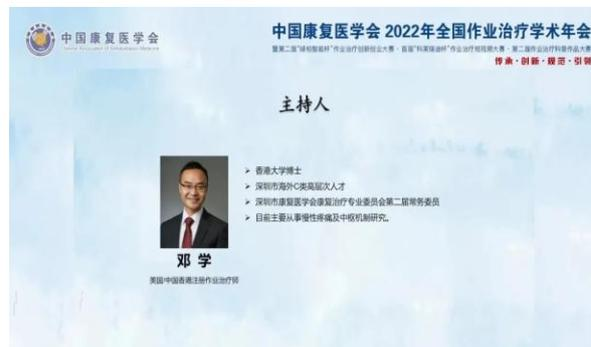 中国康复医学会
Chinese Association of Rehabilitation Medicine
中国康复医学会 2022年全国作业治疗学术年会
传承·创新·规范·引领
主持人
➢ 香港大学博士
➢ 深圳市海外C类高层次人才
➢ 深圳市康复医学会康复治疗专业委员会第二届常务委员
➢ 目前主要从事慢性疼痛及中枢机制研究。
邓 学
美国/中国香港注册作业治疗师